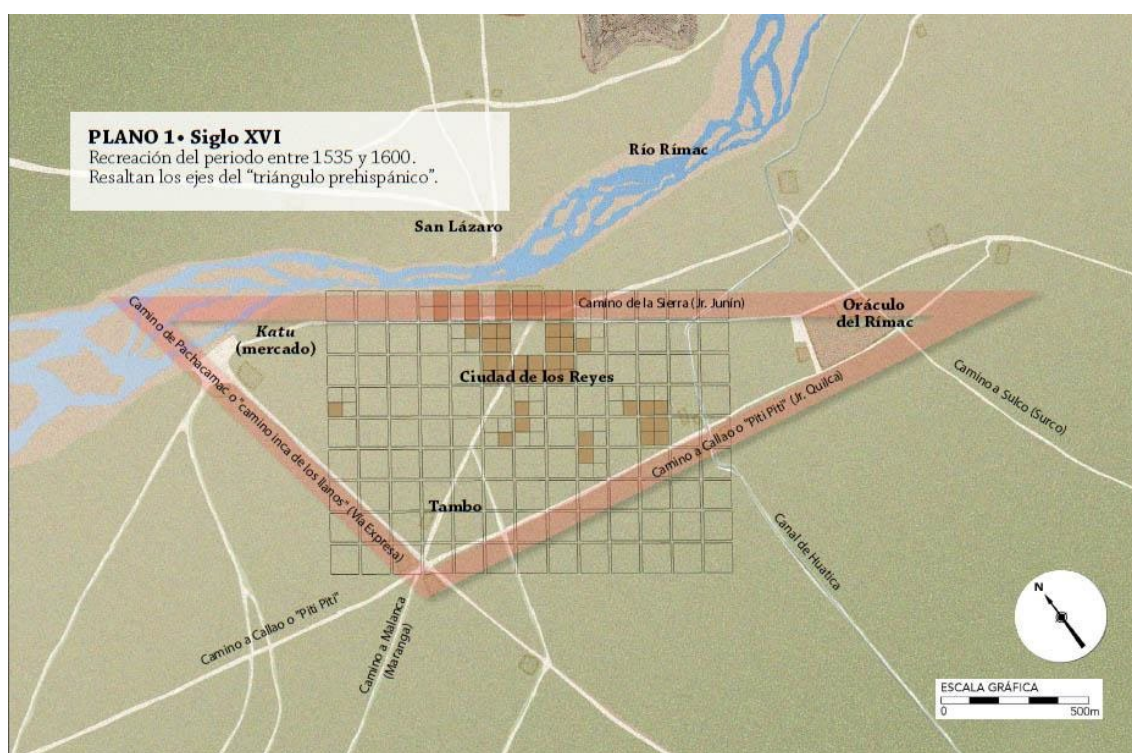 PLANO 1• Siglo XVI
Recreación del periodo entre 1535 y 1600.
Resaltan los ejes del “triángulo prehispánico”.
Río Rímac
San Lázaro
Camino de la Sierra (Jr. Junín)
Oráculo
del Rímac
Katu
(mercado)
Camino de Pachacamac o "camino inca de los llanos" (Vía Expresa)
Ciudad de los Reyes
Camino a Sulco (Surco)
Camino a Callao o "Piti Piti" (Jr. Quilca)
Tambo
Canal de Huatica
Camino a Callao o "Piti Piti"
Camino a Malanca
(Maranga)
N
ESCALA GRÁFICA
0 500m